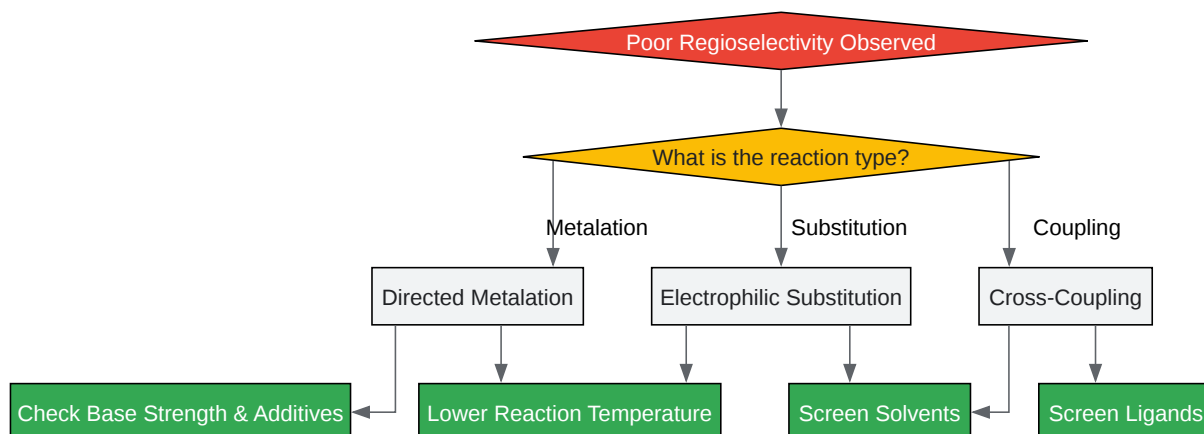 Poor Regioselectivity Observed
What is the reaction type?
Metalation
Substitution
Coupling
Directed Metalation
Electrophilic Substitution
Cross-Coupling
Check Base Strength & Additives
Lower Reaction Temperature
Screen Solvents
Screen Ligands